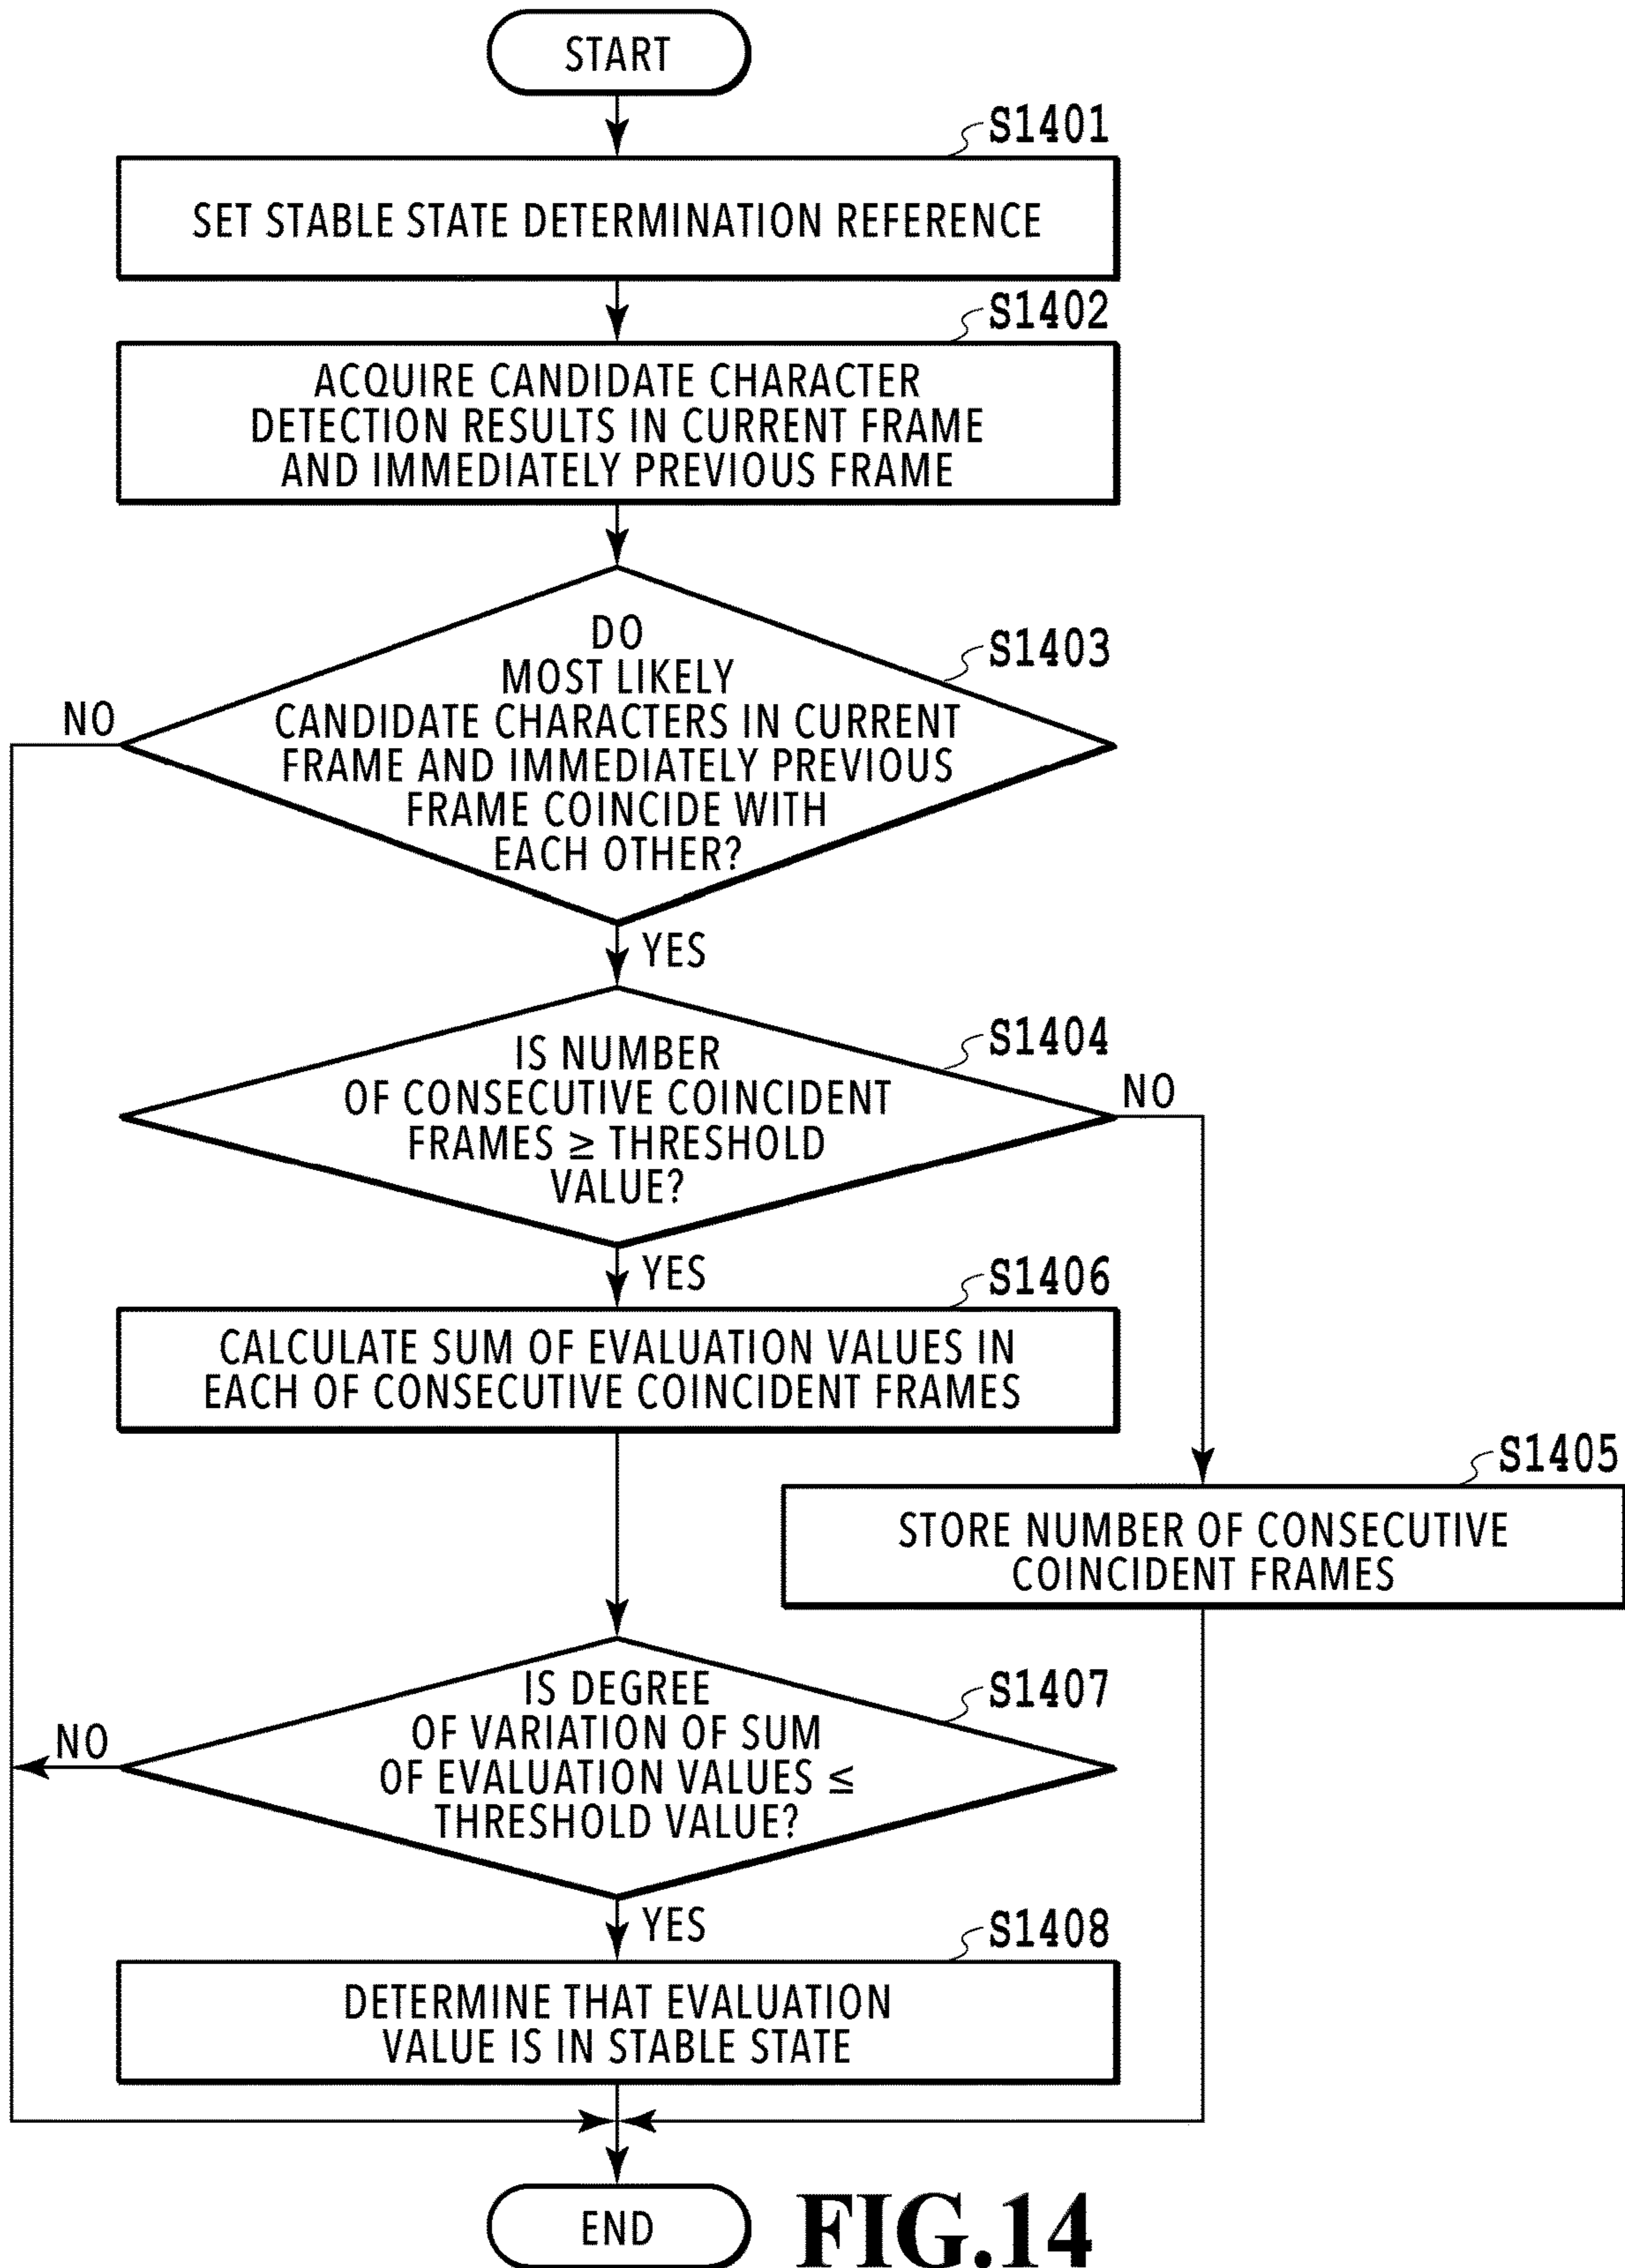 START
S1401
SET STABLE STATE DETERMINATION REFERENCE
S1402
ACQUIRE CANDIDATE CHARACTER
DETECTION RESULTS IN CURRENT FRAME
AND IMMEDIATELY PREVIOUS FRAME
S1403
DO
MOST LIKELY
CANDIDATE CHARACTERS IN CURRENT
FRAME AND IMMEDIATELY PREVIOUS
FRAME COINCIDE WITH
EACH OTHER?
NO
YES
S1404
IS NUMBER
OF CONSECUTIVE COINCIDENT
FRAMES ≥ THRESHOLD
VALUE?
NO
YES
S1406
CALCULATE SUM OF EVALUATION VALUES IN
EACH OF CONSECUTIVE COINCIDENT FRAMES
S1405
STORE NUMBER OF CONSECUTIVE
COINCIDENT FRAMES
S1407
IS DEGREE
OF VARIATION OF SUM
OF EVALUATION VALUES ≤
THRESHOLD VALUE?
NO
YES
S1408
DETERMINE THAT EVALUATION
VALUE IS IN STABLE STATE
END
FIG.14